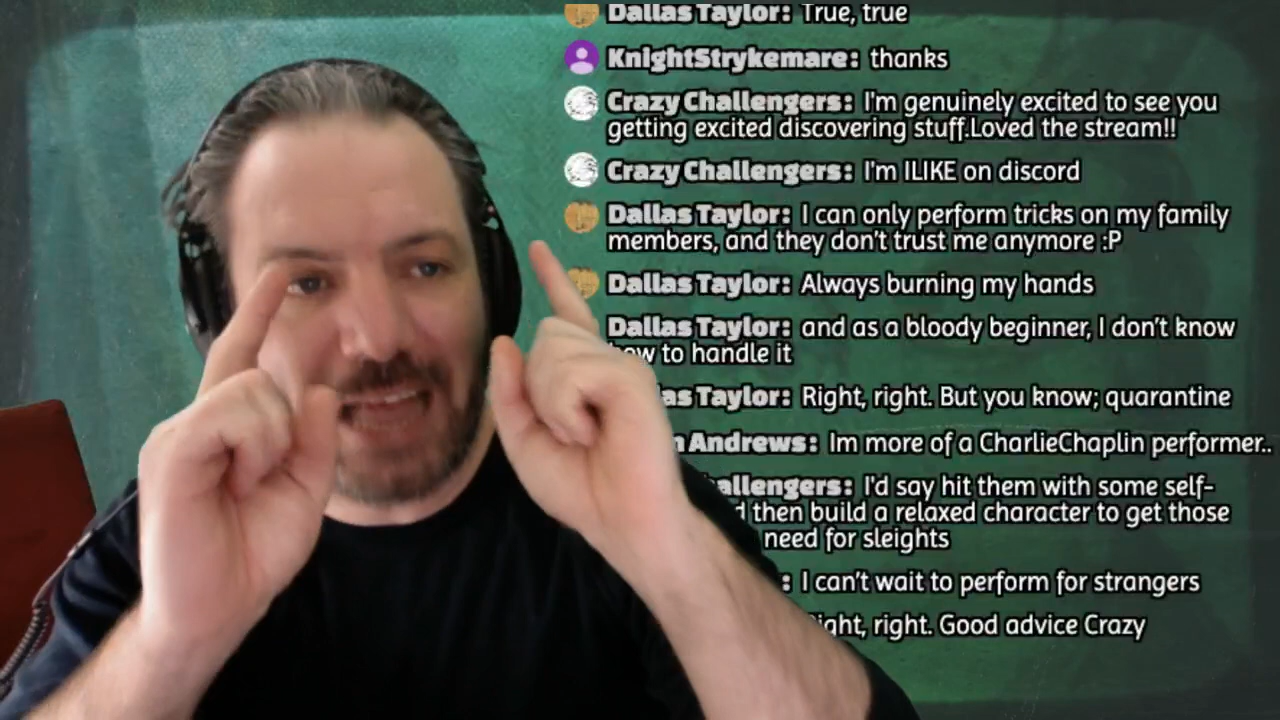 Dallas Taylor: True, true
KnightStrykemare: thanks
Crazy Challengers: I'm genuinely excited to see you
getting excited discovering stuff.Loved the stream!!
Crazy Challengers: I'm ILIKE on discord
Dallas Taylor: I can only perform tricks on my family
members, and they don't trust me anymore :P
Dallas Taylor: Always burning my hands
Dallas Taylor: and as a bloody beginner, I don't know
how to handle it
as Taylor: Right, right. But you know; quarantine
n Andrews: Im more of a CharlieChaplin performer..
allengers: I'd say hit them with some self-
d then build a relaxed character to get those
need for sleights
: I can't wait to perform for strangers
ight, right. Good advice Crazy